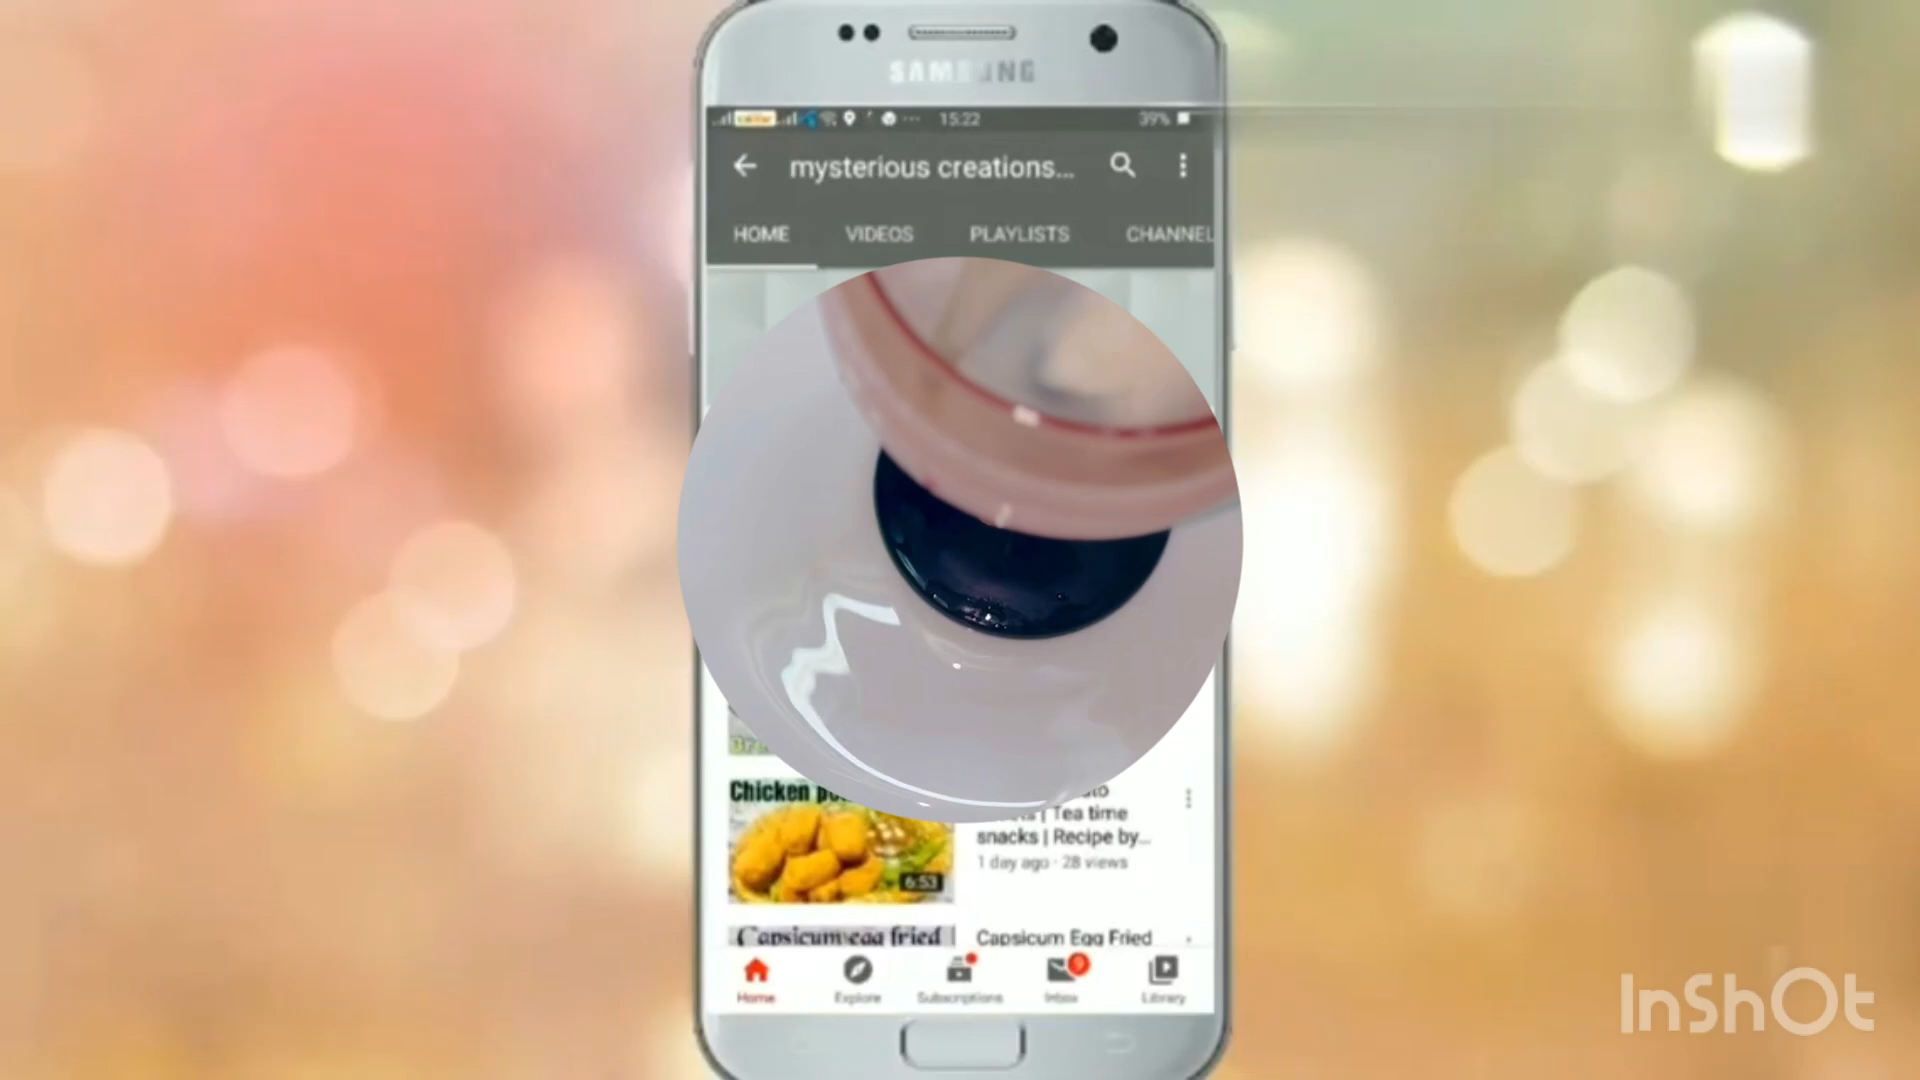 SAMSUNG
15:22
39%
mysterious creations...
HOME VIDEOS PLAYLISTS CHANNEL
Chicken
Tea time
snacks | Recipe by...
1 day ago · 28 views
6:53
Capsicum egg fried
Capsicum Egg Fried
Home Explore Subscriptions Inbox Library
9
InShOt